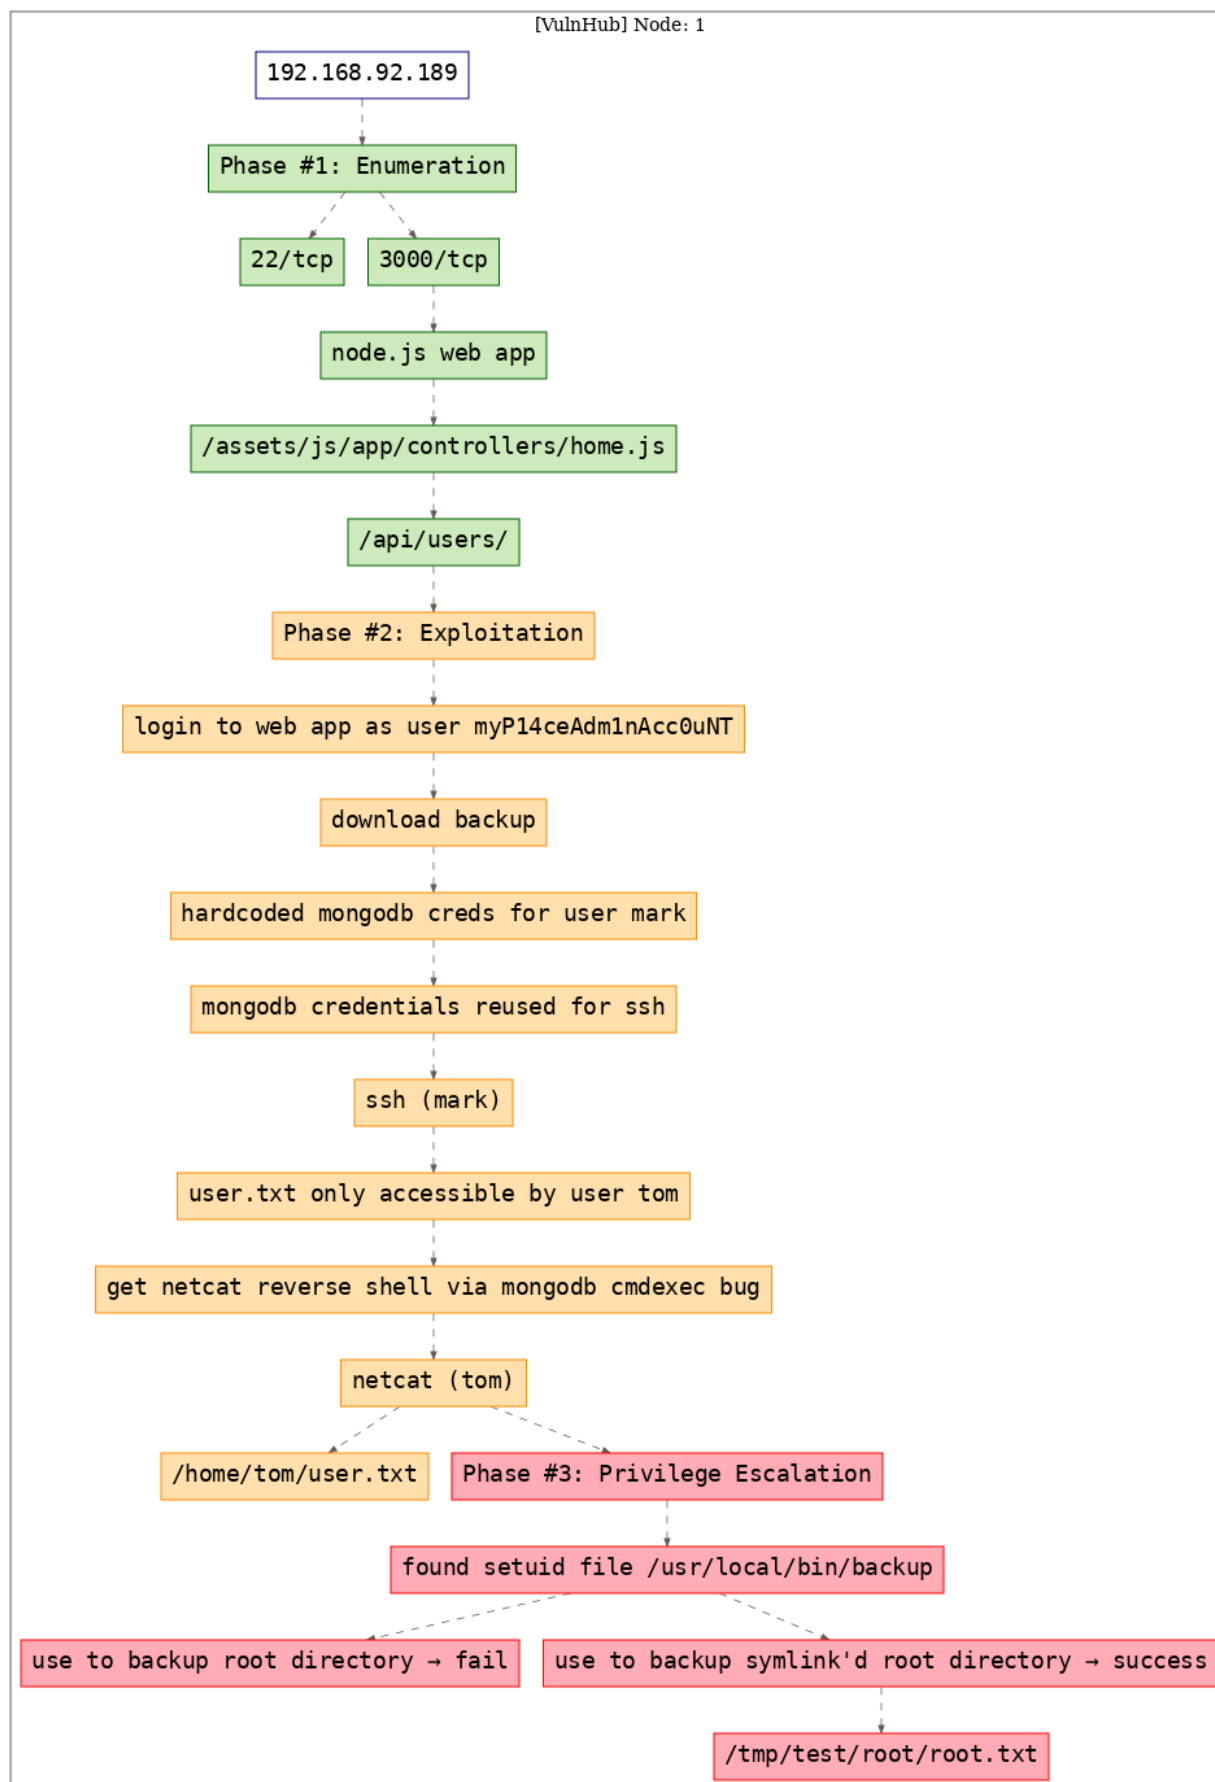 [VulnHub] Node: 1
192.168.92.189
Phase #1: Enumeration
22/tcp
3000/tcp
node.js web app
/assets/js/app/controllers/home.js
/api/users/
Phase #2: Exploitation
login to web app as user myP14ceAdm1nAcc0uNT
download backup
hardcoded mongodb creds for user mark
mongodb credentials reused for ssh
ssh (mark)
user.txt only accessible by user tom
get netcat reverse shell via mongodb cmdexec bug
netcat (tom)
/home/tom/user.txt
Phase #3: Privilege Escalation
found setuid file /usr/local/bin/backup
use to backup root directory → fail
use to backup symlink'd root directory → success
/tmp/test/root/root.txt